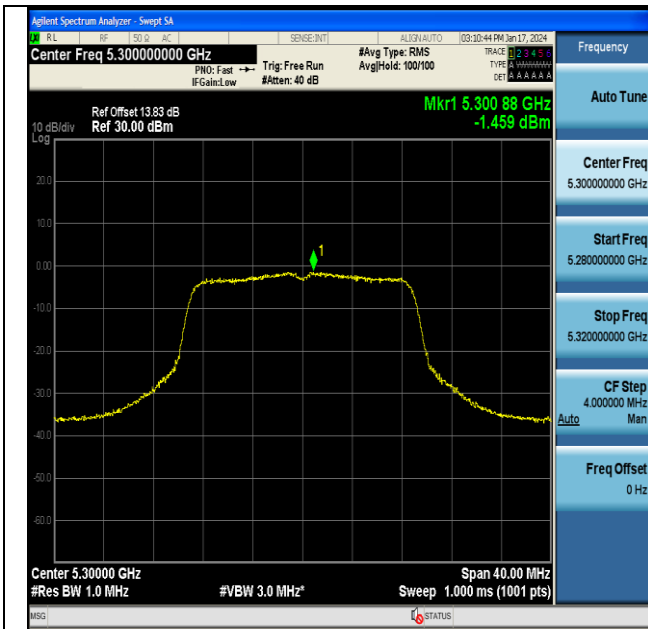 Agilent Spectrum Analyzer - Swept SA
RL RF 50 Ω AC SENSE:INT ALIGNAUTO 03:10:44 PM Jan 17, 2024
Center Freq 5.300000000 GHz
PNO: Fast
IFGain:Low
Trig: Free Run
#Atten: 40 dB
#Avg Type: RMS
Avg|Hold: 100/100
TRACE 1 2 3 4 5 6
TYPE A
DET A A A A A A
Frequency
Ref Offset 13.83 dB
10 dB/div Ref 30.00 dBm
Log
Mkr1 5.300 88 GHz
-1.459 dBm
20.0
10.0
0.00
-10.0
-20.0
-30.0
-40.0
-50.0
-60.0
1
Center 5.30000 GHz
Span 40.00 MHz
#Res BW 1.0 MHz
#VBW 3.0 MHz*
Sweep 1.000 ms (1001 pts)
MSG
STATUS
Auto Tune
Center Freq
5.300000000 GHz
Start Freq
5.280000000 GHz
Stop Freq
5.320000000 GHz
CF Step
4.000000 MHz
Auto Man
Freq Offset
0 Hz